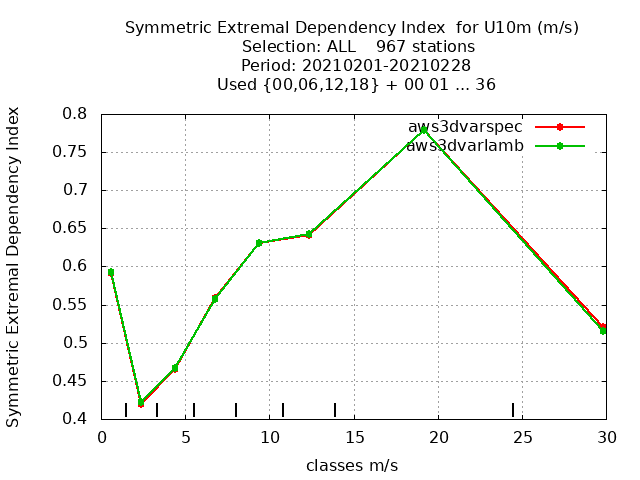 Symmetric Extremal Dependency Index  for U10m (m/s)
Selection: ALL    967 stations
Period: 20210201-20210228
Used {00,06,12,18} + 00 01 ... 36
Symmetric Extremal Dependency Index
0.8
0.75
0.7
0.65
0.6
0.55
0.5
0.45
0.4
aws3dvarspec
aws3dvarlamb
0 5 10 15 20 25 30
classes m/s